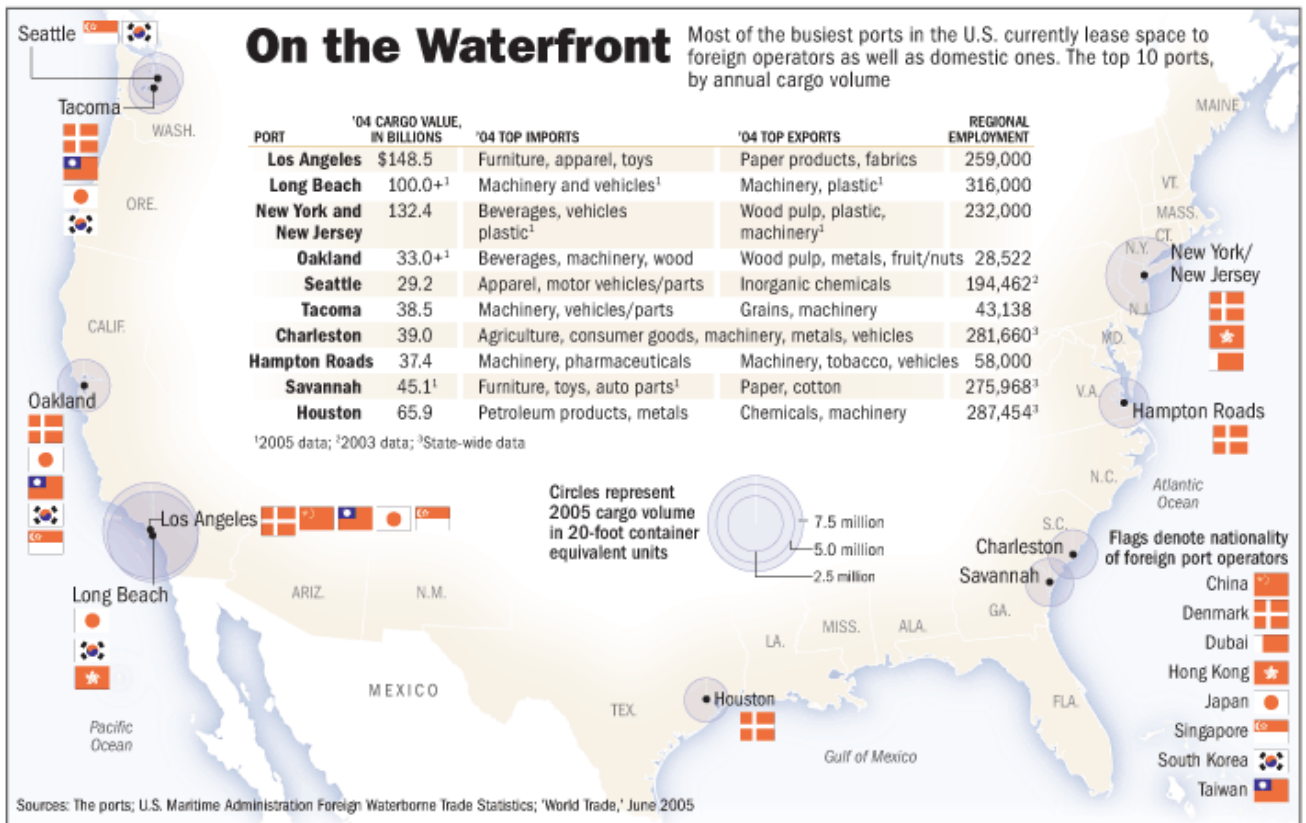 On the Waterfront
Most of the busiest ports in the U.S. currently lease space to
foreign operators as well as domestic ones. The top 10 ports,
by annual cargo volume
PORT '04 CARGO VALUE, IN BILLIONS '04 TOP IMPORTS '04 TOP EXPORTS REGIONAL EMPLOYMENT
Los Angeles $148.5 Furniture, apparel, toys Paper products, fabrics 259,000
Long Beach 100.0+¹ Machinery and vehicles¹ Machinery, plastic¹ 316,000
New York and 132.4 Beverages, vehicles Wood pulp, plastic, 232,000
New Jersey plastic¹ machinery¹
Oakland 33.0+¹ Beverages, machinery, wood Wood pulp, metals, fruit/nuts 28,522
Seattle 29.2 Apparel, motor vehicles/parts Inorganic chemicals 194,462²
Tacoma 38.5 Machinery, vehicles/parts Grains, machinery 43,138
Charleston 39.0 Agriculture, consumer goods, machinery, metals, vehicles 281,660³
Hampton Roads 37.4 Machinery, pharmaceuticals Machinery, tobacco, vehicles 58,000
Savannah 45.1¹ Furniture, toys, auto parts¹ Paper, cotton 275,968³
Houston 65.9 Petroleum products, metals Chemicals, machinery 287,454³
¹2005 data; ²2003 data; ³State-wide data
Seattle
Tacoma
WASH.
ORE.
CALIF.
Oakland
Los Angeles
Long Beach
Pacific
Ocean
ARIZ.
N.M.
MEXICO
Circles represent
2005 cargo volume
in 20-foot container
equivalent units
7.5 million
5.0 million
2.5 million
TEX.
Houston
LA.
MISS.
ALA.
GA.
FLA.
Gulf of Mexico
MAINE
VT.
MASS.
CT.
N.Y.
New York/
New Jersey
N.J.
MD.
V.A.
Hampton Roads
N.C.
Atlantic
Ocean
S.C.
Charleston
Savannah
Flags denote nationality
of foreign port operators
China
Denmark
Dubai
Hong Kong
Japan
Singapore
South Korea
Taiwan
Sources: The ports; U.S. Maritime Administration Foreign Waterborne Trade Statistics; 'World Trade,' June 2005